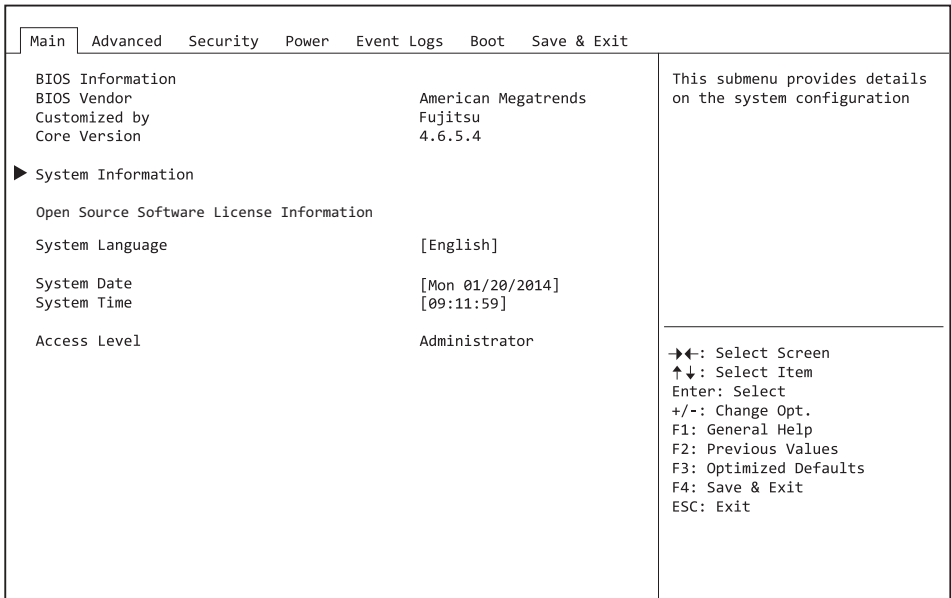 Main Advanced Security Power Event Logs Boot Save & Exit
BIOS Information
BIOS Vendor American Megatrends
Customized by Fujitsu
Core Version 4.6.5.4
▶ System Information
Open Source Software License Information
System Language [English]
System Date [Mon 01/20/2014]
System Time [09:11:59]
Access Level Administrator
This submenu provides details
on the system configuration
→←: Select Screen
↑↓: Select Item
Enter: Select
+/-: Change Opt.
F1: General Help
F2: Previous Values
F3: Optimized Defaults
F4: Save & Exit
ESC: Exit